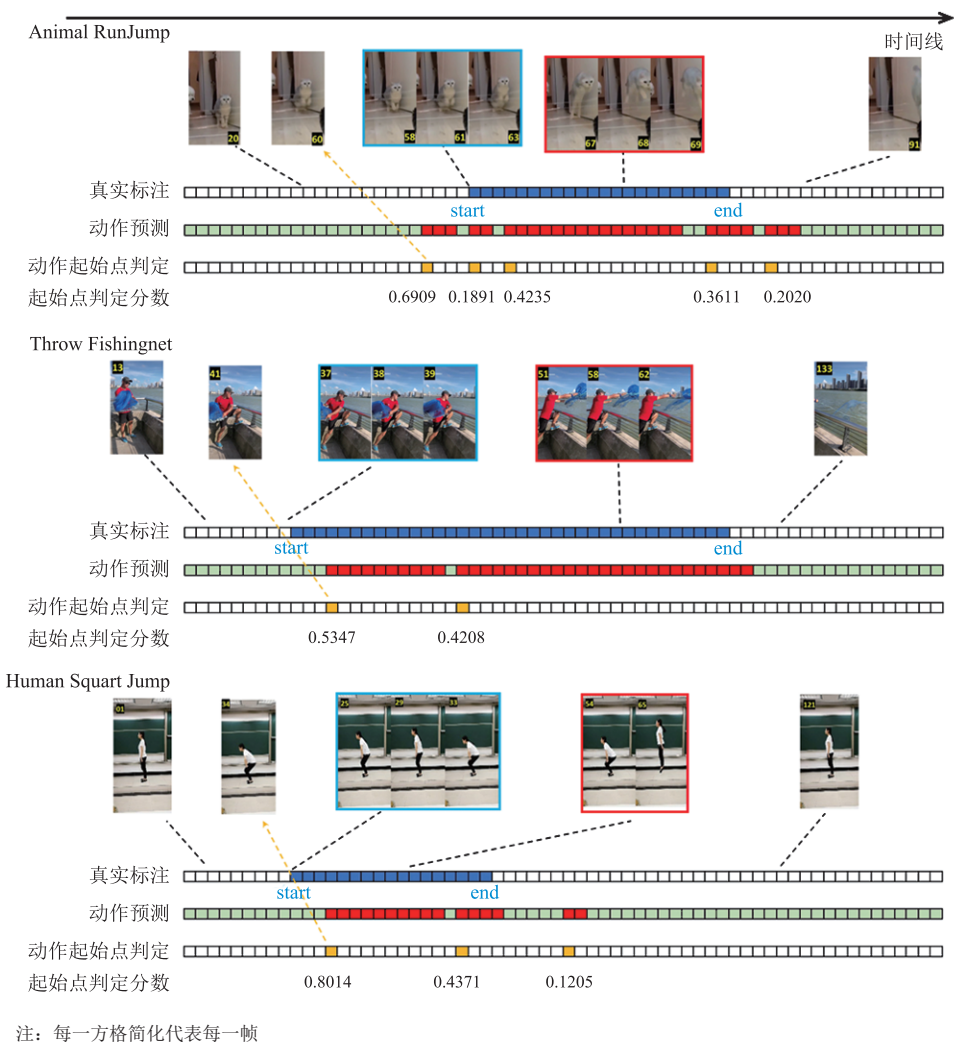 Animal RunJump
时间线
20
60
58 61 63
67 68 69
91
真实标注
start end
动作预测
动作起始点判定
起始点判定分数 0.6909 0.1891 0.4235 0.3611 0.2020
Throw Fishingnet
13
41
37 38 39
51 58 62
133
真实标注
start end
动作预测
动作起始点判定
起始点判定分数 0.5347 0.4208
Human Squart Jump
01
34
25 29 33
54 65
121
真实标注
start end
动作预测
动作起始点判定
起始点判定分数 0.8014 0.4371 0.1205
注：每一方格简化代表每一帧